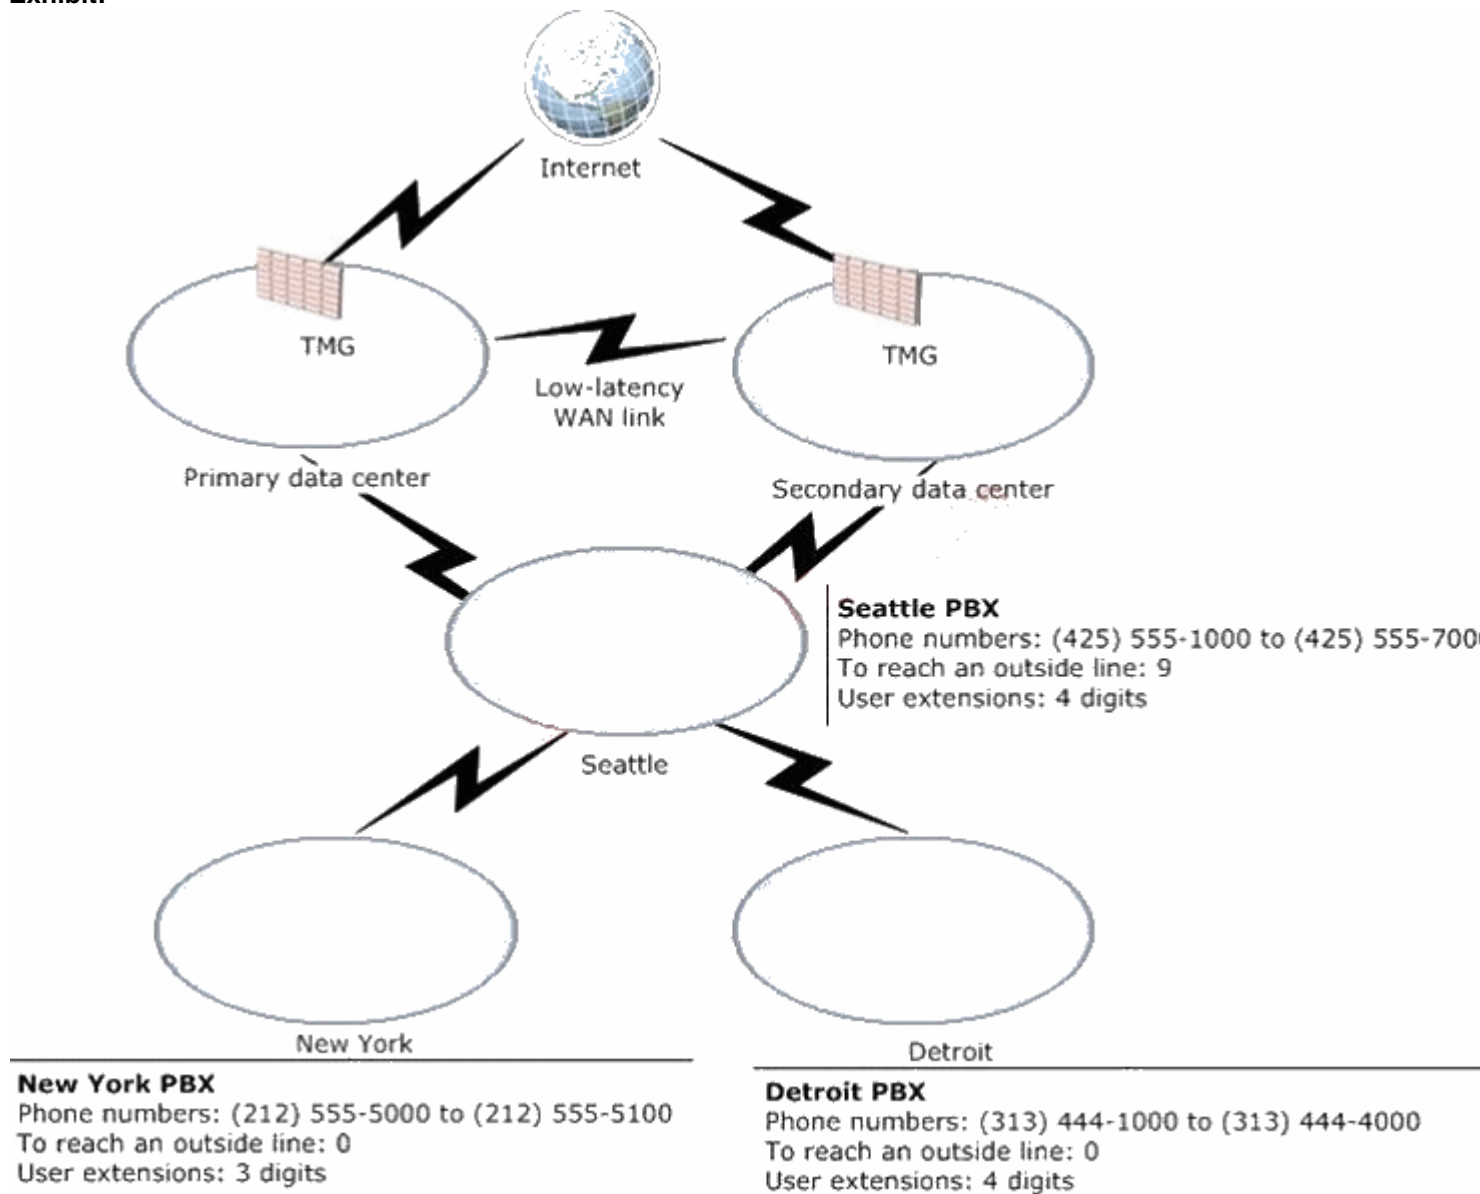 Exhibit:
Internet
TMG
TMG
Low-latency
WAN link
Primary data center
Secondary data center
Seattle PBX
Phone numbers: (425) 555-1000 to (425) 555-700
To reach an outside line: 9
User extensions: 4 digits
Seattle
New York
Detroit
New York PBX
Phone numbers: (212) 555-5000 to (212) 555-5100
To reach an outside line: 0
User extensions: 3 digits
Detroit PBX
Phone numbers: (313) 444-1000 to (313) 444-4000
To reach an outside line: 0
User extensions: 4 digits